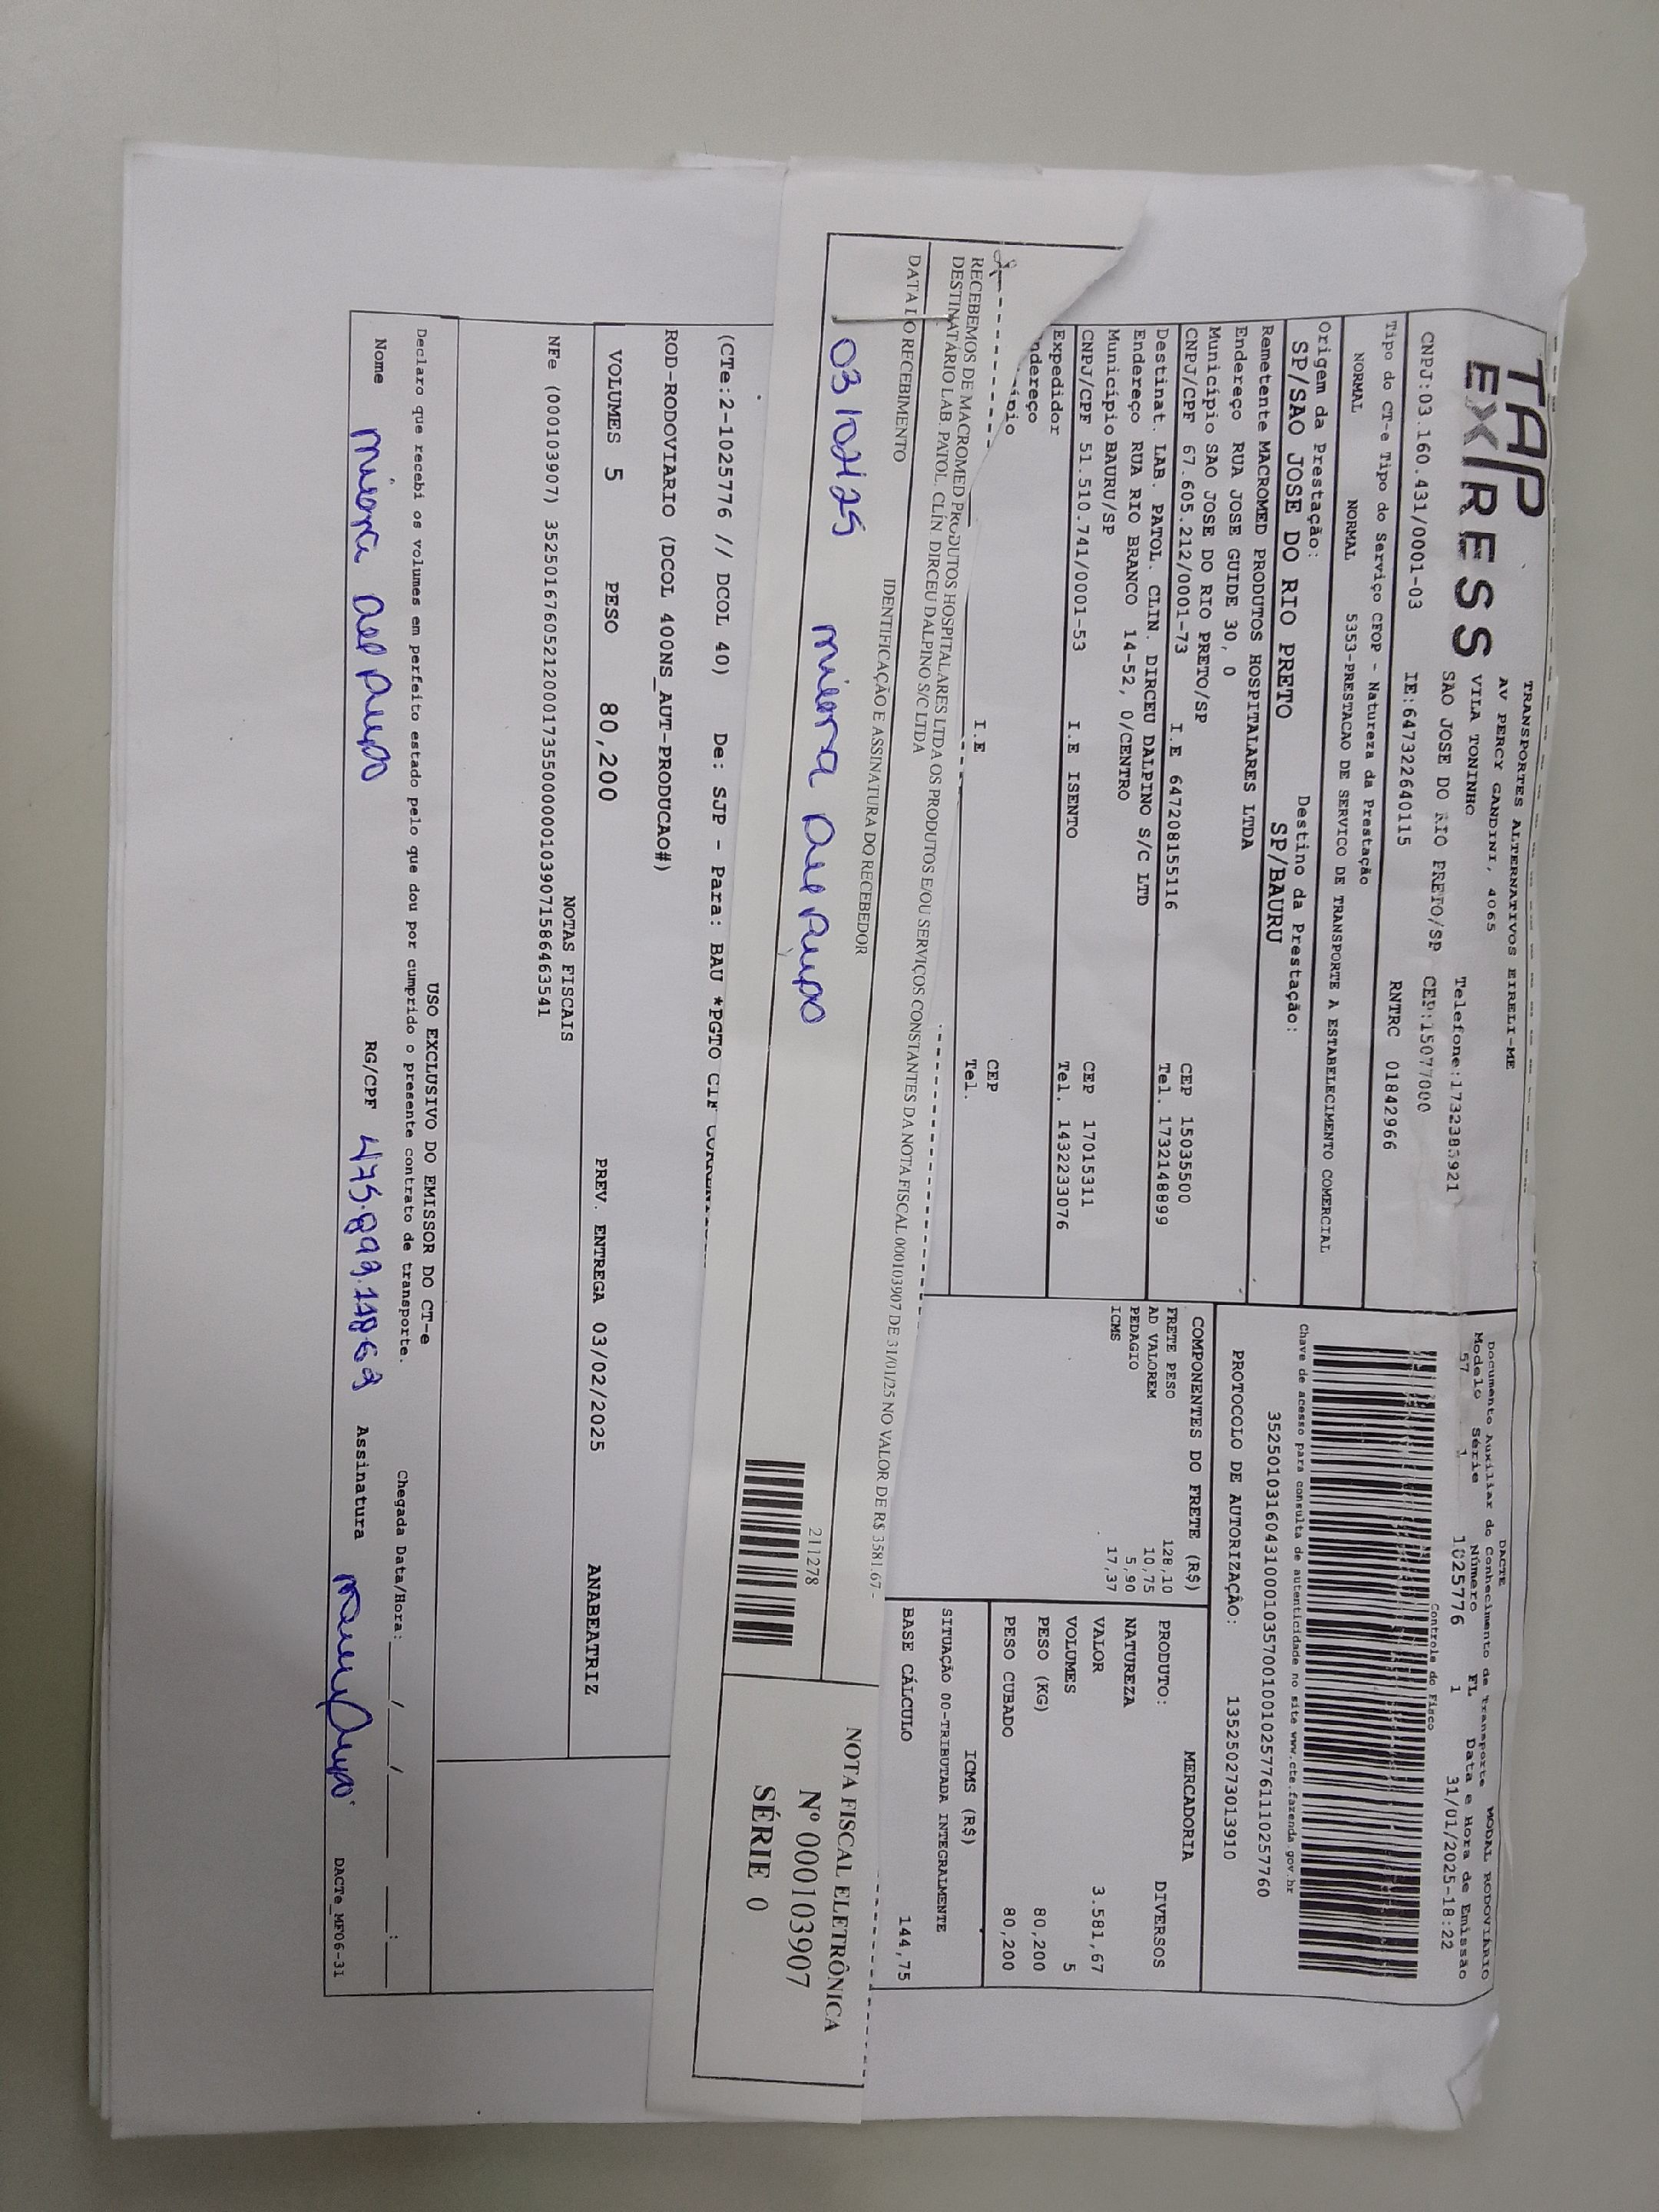 TAP
EXPRESS
TRANSPORTES ALTERNATIVOS EIRELI-ME
AV PERCY GANDINI, 4065
VILA TONINHO Telefone:1732385921
SAO JOSE DO RIO PRETO/SP CEP:15077000
CNPJ:03.160.431/0001-03 IE:647322640115 RNTRC 01842966
Tipo do CT-e Tipo do Serviço CFOP - Natureza da Prestação
NORMAL NORMAL 5353-PRESTACAO DE SERVICO DE TRANSPORTE A ESTABELECIMENTO COMERCIAL
Origem da Prestação: Destino da Prestação:
SP/SAO JOSE DO RIO PRETO SP/BAURU
DACTE
Documento Auxiliar do Conhecimento de Transporte MODAL RODOVIÁRIO
Modelo Série Número FL Data e Hora de Emissão
57 1 1025776 1 31/01/2025-18:22
Controle do Fisco
Chave de acesso para consulta de autenticidade no site www.cte.fazenda.gov.br
35250103160431000103570010010257761110257760
PROTOCOLO DE AUTORIZAÇÃO: 135250273013910
Remetente MACROMED PRODUTOS HOSPITALARES LTDA
Endereço RUA JOSE GUIDE 30, 0
Município SAO JOSE DO RIO PRETO/SP CEP 15035500
CNPJ/CPF 67.605.212/0001-73 I.E 647208155116 Tel. 1732148899
Destinat. LAB. PATOL. CLIN. DIRCEU DALPINO S/C LTD
Endereço RUA RIO BRANCO 14-52, 0/CENTRO
Município BAURU/SP CEP 17015311
CNPJ/CPF 51.510.741/0001-53 I.E ISENTO Tel. 1432233076
Expedidor
ndereço
ípio CEP
I.E Tel.
COMPONENTES DO FRETE (R$)
FRETE PESO 128,10
AD VALOREM 10,75
PEDAGIO 5,90
ICMS 17,37
MERCADORIA
PRODUTO: DIVERSOS
NATUREZA
VALOR 3.581,67
VOLUMES 5
PESO (KG) 80,200
PESO CUBADO 80,200
ICMS (R$)
SITUAÇÃO 00-TRIBUTADA INTEGRALMENTE
BASE CÁLCULO 144,75
RECEBEMOS DE MACROMED PRODUTOS HOSPITALARES LTDA OS PRODUTOS E/OU SERVIÇOS CONSTANTES DA NOTA FISCAL 000103907 DE 31/01/25 NO VALOR DE R$ 3581.67 -
DESTINATÁRIO LAB. PATOL. CLÍN. DIRCEU DALPINO S/C LTDA
DATA DO RECEBIMENTO IDENTIFICAÇÃO E ASSINATURA DO RECEBEDOR
03/02/25
211278
NOTA FISCAL ELETRÔNICA
Nº 000103907
SÉRIE 0
(CTe:2-1025776 // DCOL 40) De: SJP - Para: BAU *PGTO CIF
ROD-RODOVIARIO (DCOL 400NS_AUT-PRODUCAO#)
VOLUMES 5 PESO 80,200 PREV. ENTREGA 03/02/2025 ANABEATRIZ
NOTAS FISCAIS
NFe (000103907) 35250167605212000173550000001039071586463541
USO EXCLUSIVO DO EMISSOR DO CT-e
Declaro que recebi os volumes em perfeito estado pelo que dou por cumprido o presente contrato de transporte. Chegada Data/Hora:____/____/______ ___:___
Nome RG/CPF Assinatura
DACTe_MF06-31